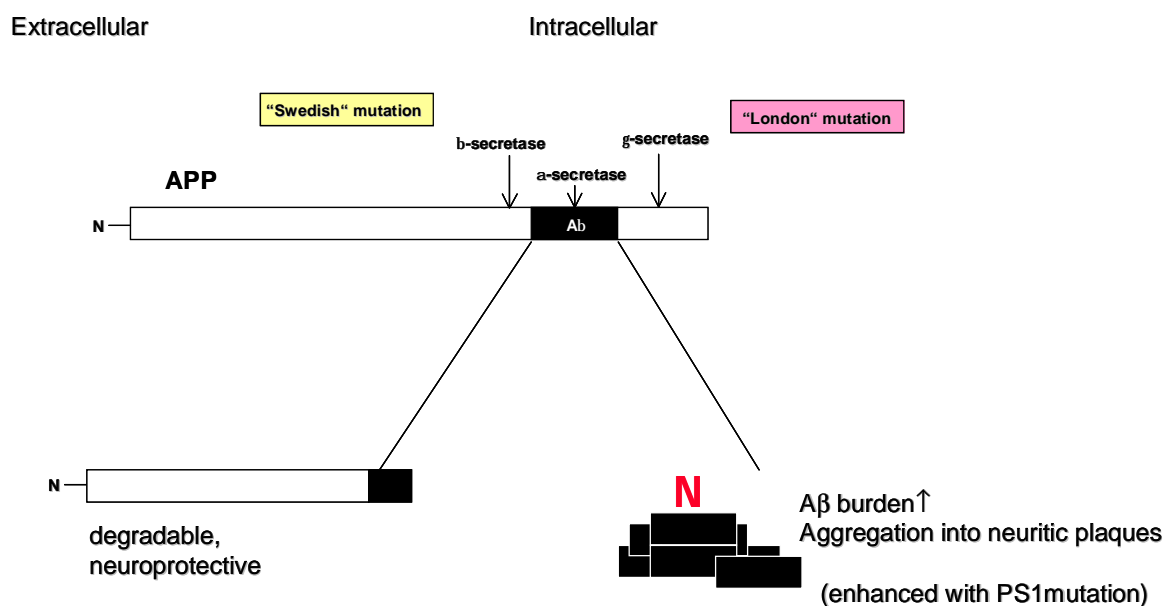 Extracellular
Intracellular
“Swedish“ mutation
“London“ mutation
b-secretase
g-secretase
a-secretase
APP
N
Ab
N
degradable,
neuroprotective
N
Aβ burden↑
Aggregation into neuritic plaques
(enhanced with PS1mutation)